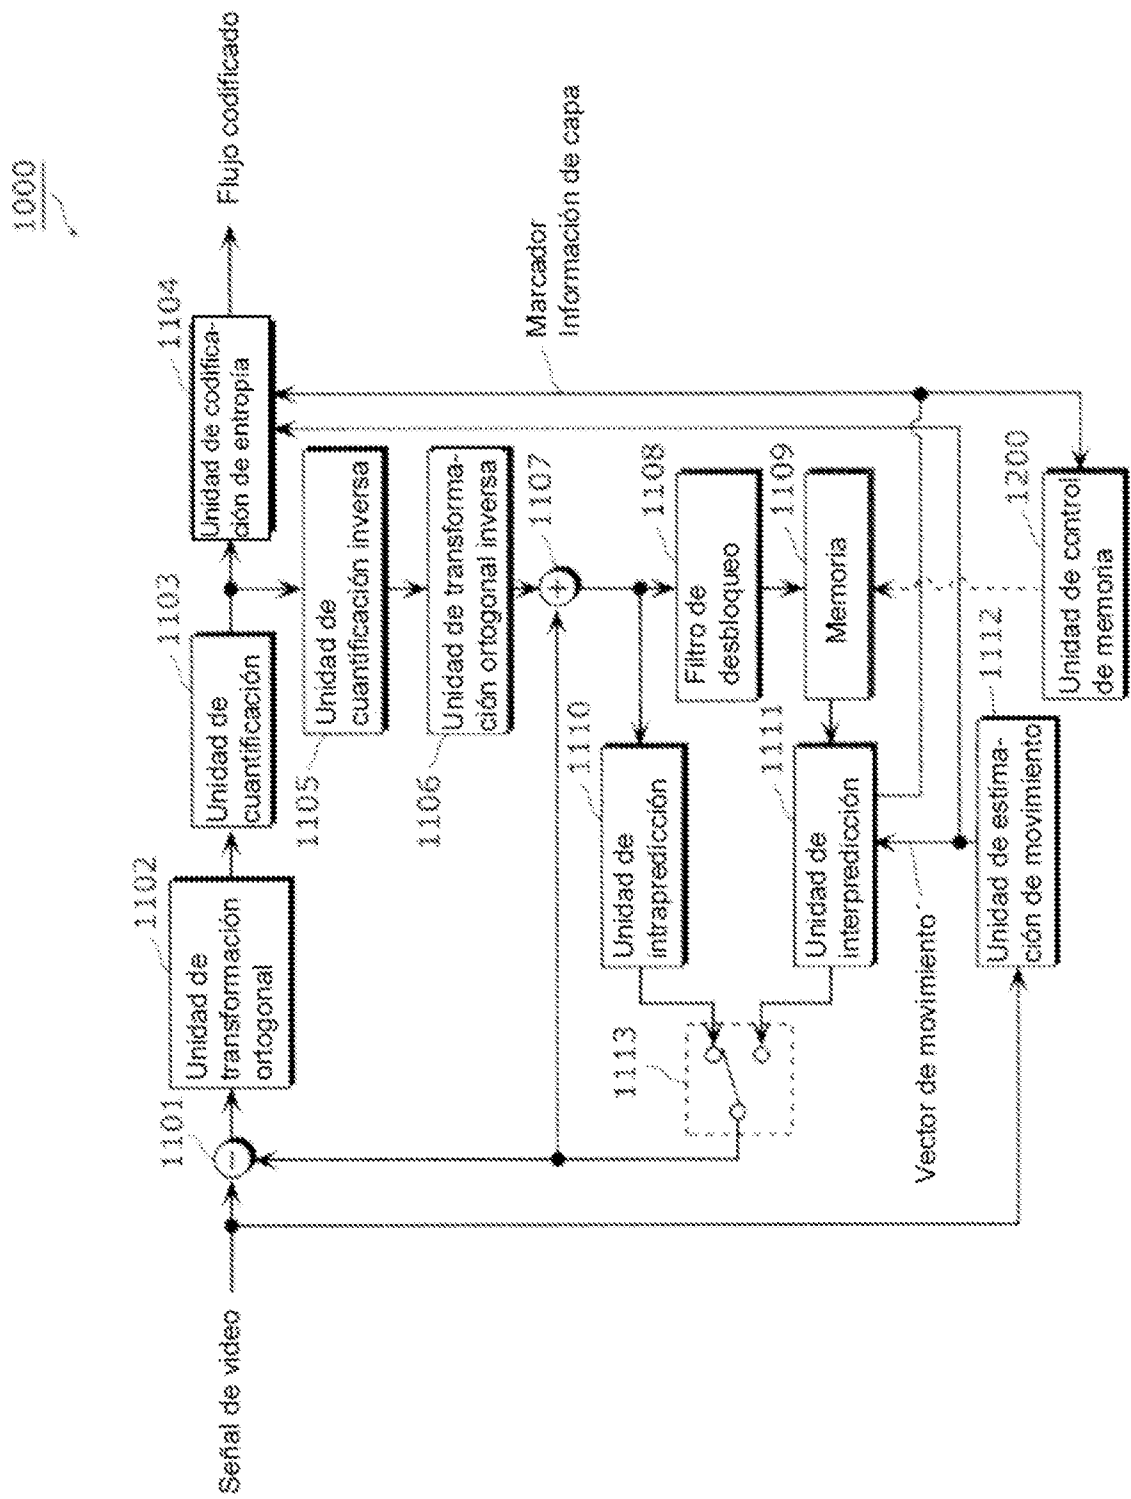 1000
Señal de video
1101
1102
Unidad de
transformación
ortogonal
1103
Unidad de
cuantificación
1104
Unidad de codifica-
ción de entropía
Flujo codificado
1105
Unidad de
cuantificación inversa
1106
Unidad de transforma-
ción ortogonal inversa
1107
Marcador
Información de capa
1108
Filtro de
desbloqueo
1109
Memoria
1110
Unidad de
intrapredicción
1111
Unidad de
interpredicción
1113
Vector de movimiento
1112
Unidad de estima-
ción de movimiento
1200
Unidad de control
de memoria